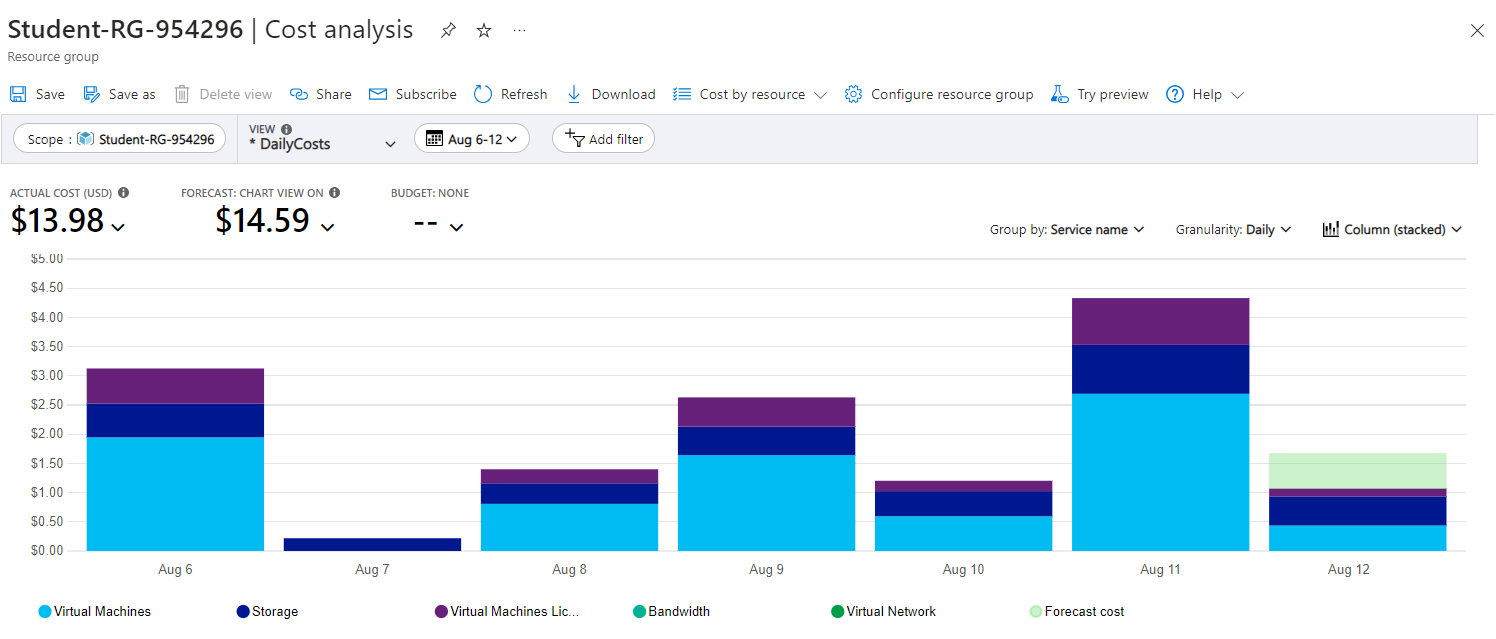 Student-RG-954296 | Cost analysis
Resource group
Save Save as Delete view Share Subscribe Refresh Download Cost by resource Configure resource group Try preview Help
Scope : Student-RG-954296
VIEW
* DailyCosts
Aug 6-12
Add filter
ACTUAL COST (USD)
$13.98
FORECAST: CHART VIEW ON
$14.59
BUDGET: NONE
--
Group by: Service name
Granularity: Daily
Column (stacked)
$5.00
$4.50
$4.00
$3.50
$3.00
$2.50
$2.00
$1.50
$1.00
$0.50
$0.00
Aug 6 Aug 7 Aug 8 Aug 9 Aug 10 Aug 11 Aug 12
Virtual Machines Storage Virtual Machines Lic... Bandwidth Virtual Network Forecast cost